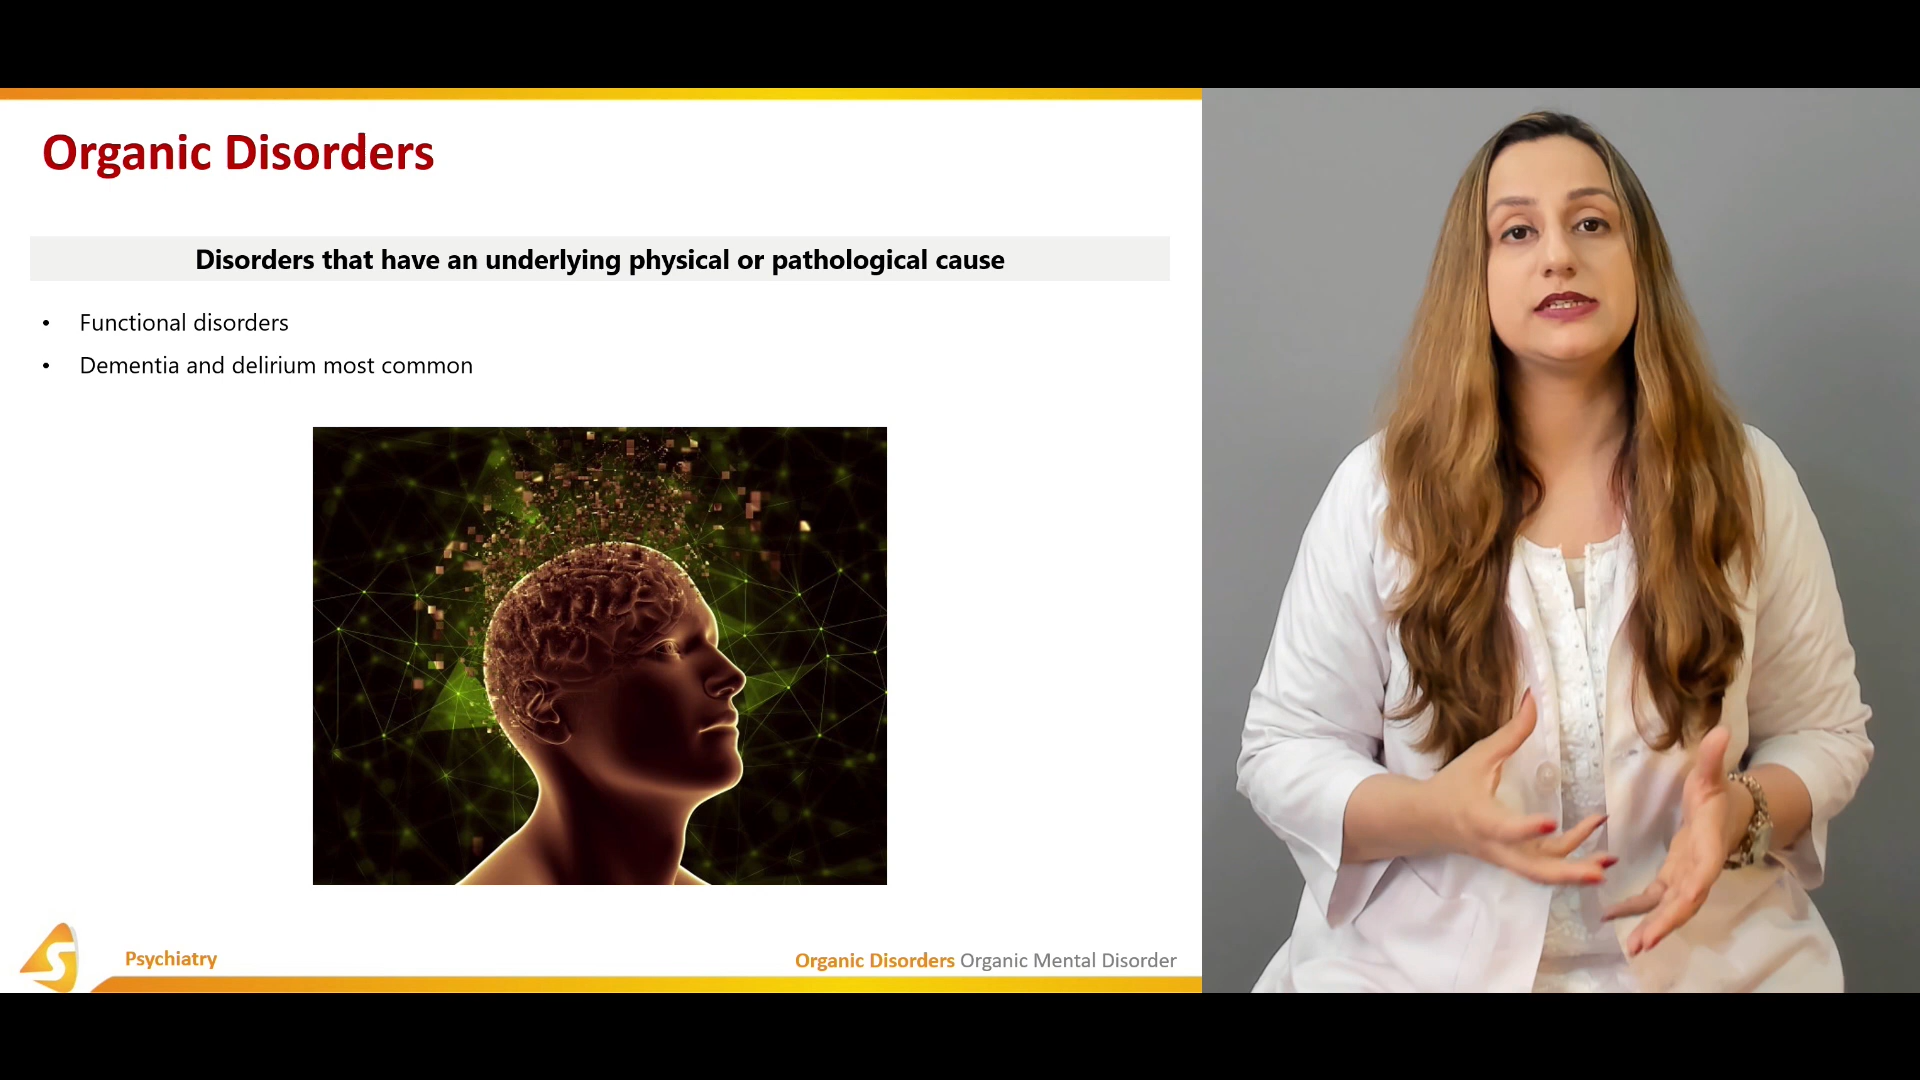 Organic Disorders
Disorders that have an underlying physical or pathological cause
• Functional disorders
• Dementia and delirium most common
S
Psychiatry
Organic Disorders Organic Mental Disorder